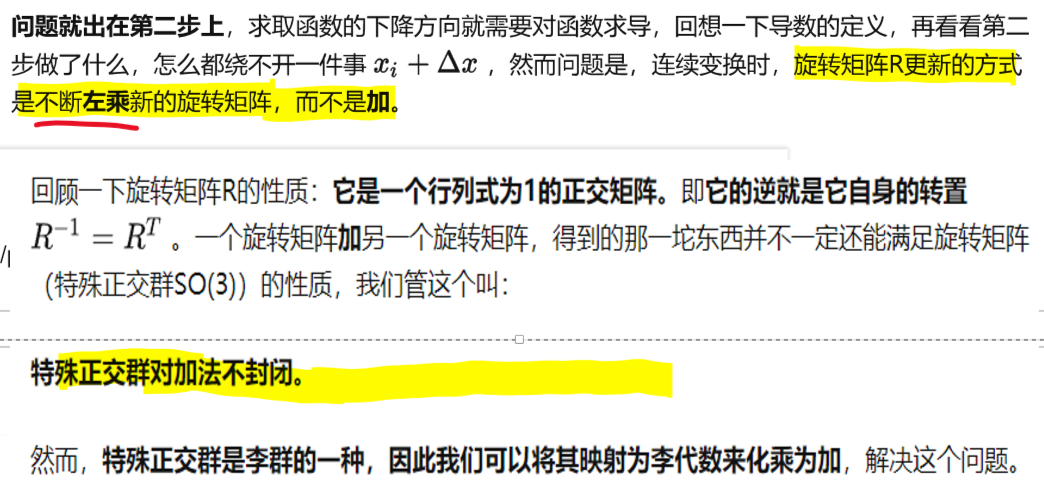 问题就出在第二步上，求取函数的下降方向就需要对函数求导，回想一下导数的定义，再看看第二
步做了什么，怎么都绕不开一件事 $x_i + \Delta x$ ，然而问题是，连续变换时，旋转矩阵R更新的方式
是不断左乘新的旋转矩阵，而不是加。
回顾一下旋转矩阵R的性质：它是一个行列式为1的正交矩阵。即它的逆就是它自身的转置
$R^{-1} = R^T$ 。一个旋转矩阵加另一个旋转矩阵，得到的那一坨东西并不一定还能满足旋转矩阵
（特殊正交群SO(3)）的性质，我们管这个叫：
特殊正交群对加法不封闭。
然而，特殊正交群是李群的一种，因此我们可以将其映射为李代数来化乘为加，解决这个问题。